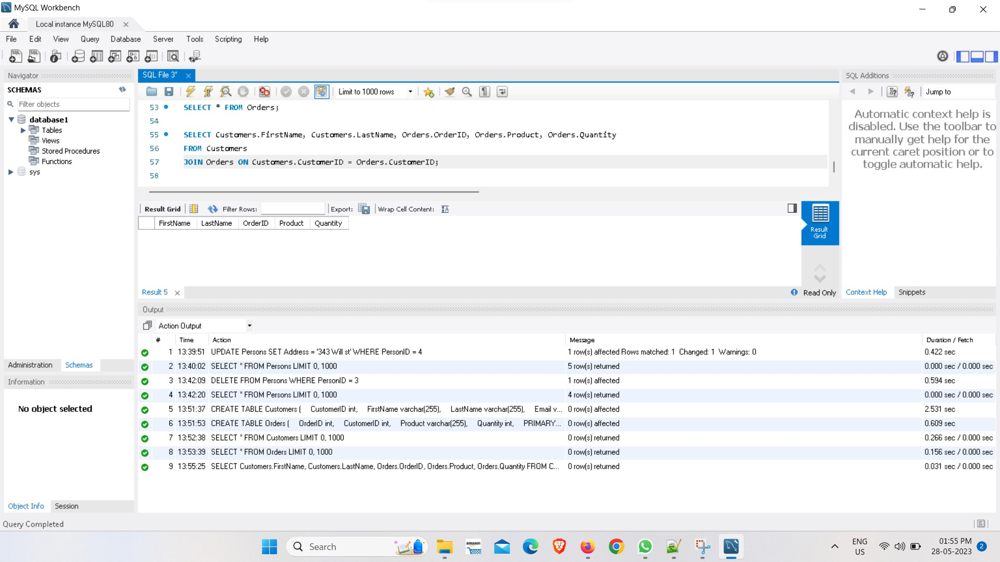 MySQL Workbench
Local instance MySQL80
File Edit View Query Database Server Tools Scripting Help
Navigator
SCHEMAS
Filter objects
database1
Tables
Views
Stored Procedures
Functions
sys
Administration Schemas
Information
No object selected
Object Info Session
SQL File 3*
Limit to 1000 rows
53 SELECT * FROM Orders;
54
55 SELECT Customers.FirstName, Customers.LastName, Orders.OrderID, Orders.Product, Orders.Quantity
56 FROM Customers
57 JOIN Orders ON Customers.CustomerID = Orders.CustomerID;
58
Result Grid Filter Rows: Export: Wrap Cell Content:
FirstName LastName OrderID Product Quantity
Result
Grid
Result 5 Read Only
SQL Additions
Jump to
Automatic context help is
disabled. Use the toolbar to
manually get help for the
current caret position or to
toggle automatic help.
Context Help Snippets
Output
Action Output
# Time Action Message Duration / Fetch
1 13:39:51 UPDATE Persons SET Address = '343 Will st' WHERE PersonID = 4 1 row(s) affected Rows matched: 1 Changed: 1 Warnings: 0 0.422 sec
2 13:40:02 SELECT * FROM Persons LIMIT 0, 1000 5 row(s) returned 0.000 sec / 0.000 sec
3 13:42:09 DELETE FROM Persons WHERE PersonID = 3 1 row(s) affected 0.594 sec
4 13:42:20 SELECT * FROM Persons LIMIT 0, 1000 4 row(s) returned 0.000 sec / 0.000 sec
5 13:51:37 CREATE TABLE Customers ( CustomerID int, FirstName varchar(255), LastName varchar(255), Email v... 0 row(s) affected 2.531 sec
6 13:51:53 CREATE TABLE Orders ( OrderID int, CustomerID int, Product varchar(255), Quantity int, PRIMARY... 0 row(s) affected 0.609 sec
7 13:52:38 SELECT * FROM Customers LIMIT 0, 1000 0 row(s) returned 0.266 sec / 0.000 sec
8 13:53:39 SELECT * FROM Orders LIMIT 0, 1000 0 row(s) returned 0.156 sec / 0.000 sec
9 13:55:25 SELECT Customers.FirstName, Customers.LastName, Orders.OrderID, Orders.Product, Orders.Quantity FROM C... 0 row(s) returned 0.031 sec / 0.000 sec
Query Completed
Search
amazon
ENG
US
01:55 PM
28-05-2023
2